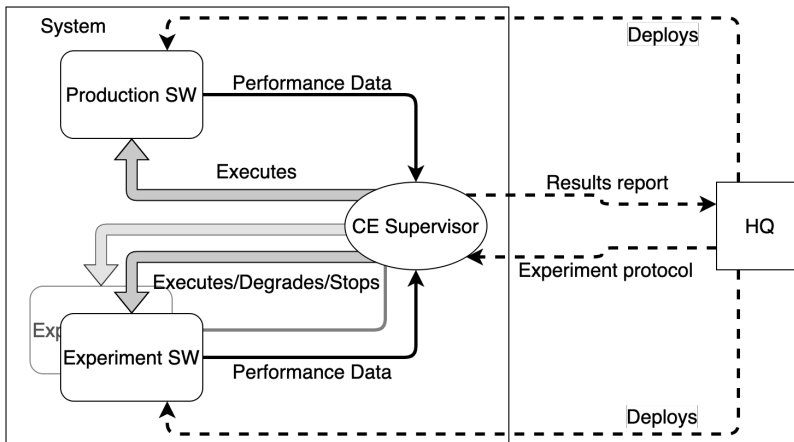 System
Deploys
Production SW
Performance Data
Executes
Results report
CE Supervisor
HQ
Experiment protocol
Executes/Degrades/Stops
Exp
Experiment SW
Performance Data
Deploys